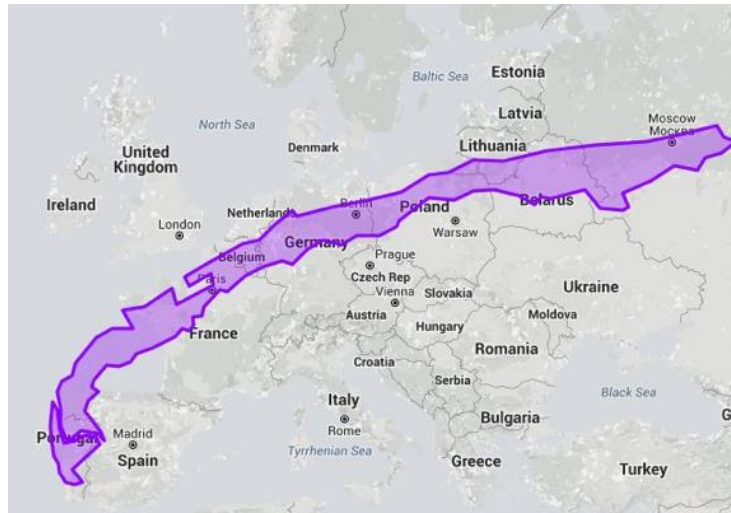 Estonia
Baltic Sea
Latvia
Moscow
Москва
North Sea
Denmark
Lithuania
United
Kingdom
Ireland
Netherlands
Berlin
Poland
Belarus
London
Germany
Warsaw
Belgium
Prague
Paris
Czech Rep
Ukraine
Vienna
Slovakia
Austria
Moldova
France
Hungary
Romania
Croatia
Serbia
Italy
Black Sea
Rome
Bulgaria
G
Portugal
Madrid
Spain
Tyrrhenian Sea
Greece
Turkey